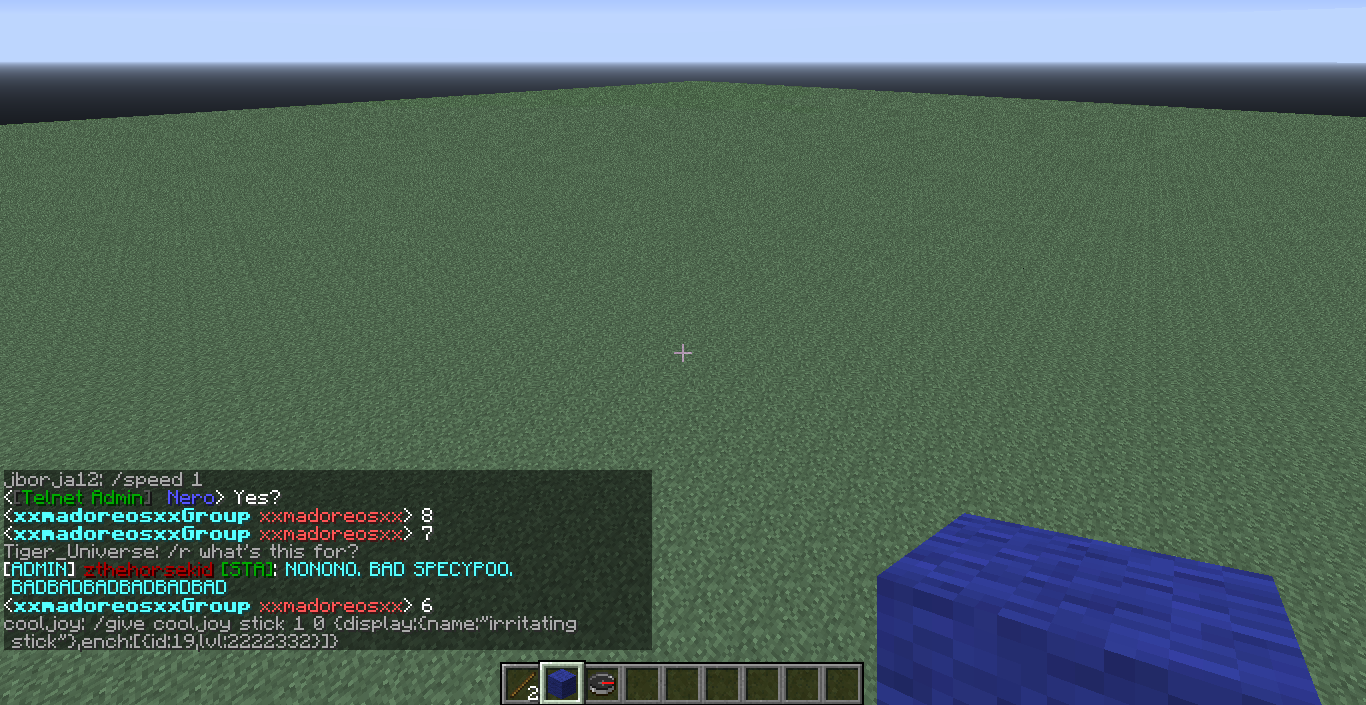 jborja12: /speed 1
<[Telnet Admin] Nero> Yes?
<xxmadoreosxxGroup xxmadoreosxx> 8
<xxmadoreosxxGroup xxmadoreosxx> 7
Tiger_Universe: /r what's this for?
[ADMIN] zthehorsekid [STA]: NONONO. BAD SPECYPOO.
BADBADBADBADBADBAD
<xxmadoreosxxGroup xxmadoreosxx> 6
cooljoy: /give cooljoy stick 1 0 {display:{name:"irritating
stick"},ench:[{id:19,lvl:2222332}]}
2